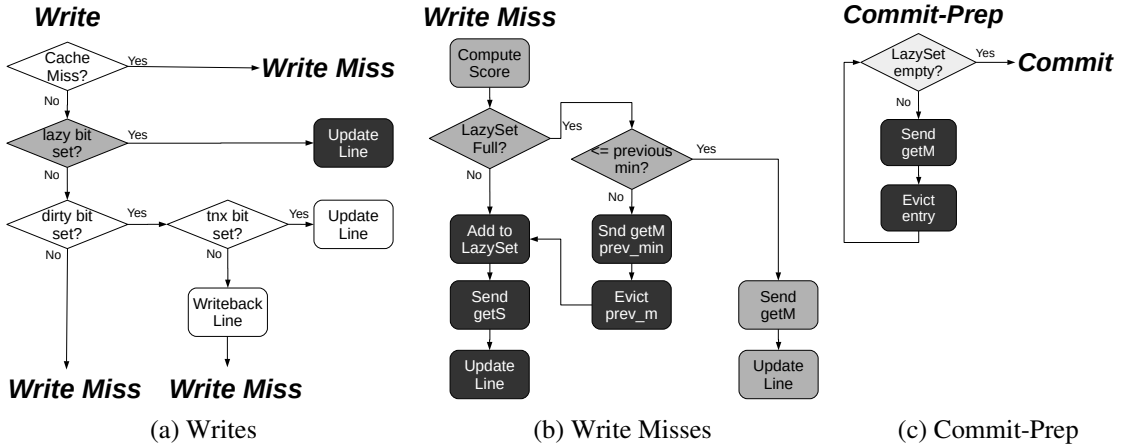 Write
Cache
Miss?
Yes
Write Miss
No
lazy bit
set?
Yes
Update
Line
No
dirty bit
set?
Yes
tnx bit
set?
Yes
Update
Line
No
No
Writeback
Line
Write Miss
Write Miss
(a) Writes
Write Miss
Compute
Score
LazySet
Full?
Yes
<= previous
min?
Yes
No
No
Add to
LazySet
Snd getM
prev_min
Send
getS
Evict
prev_m
Send
getM
Update
Line
Update
Line
(b) Write Misses
Commit-Prep
LazySet
empty?
Yes
Commit
No
Send
getM
Evict
entry
(c) Commit-Prep